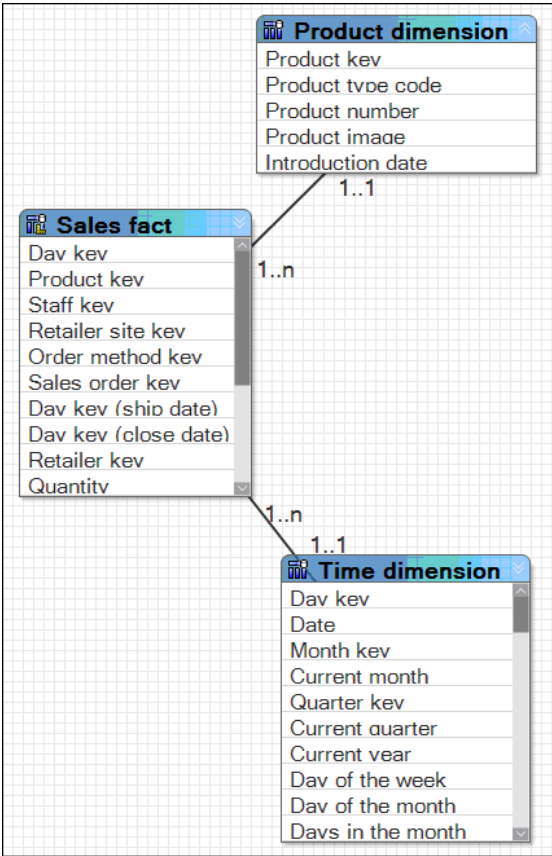 Product dimension
Product key
Product type code
Product number
Product image
Introduction date
1..1
Sales fact
1..n
Day key
Product key
Staff key
Retailer site key
Order method key
Sales order key
Day key (ship date)
Day key (close date)
Retailer key
Quantity
1..n
1..1
Time dimension
Day key
Date
Month key
Current month
Quarter key
Current quarter
Current year
Day of the week
Day of the month
Days in the month